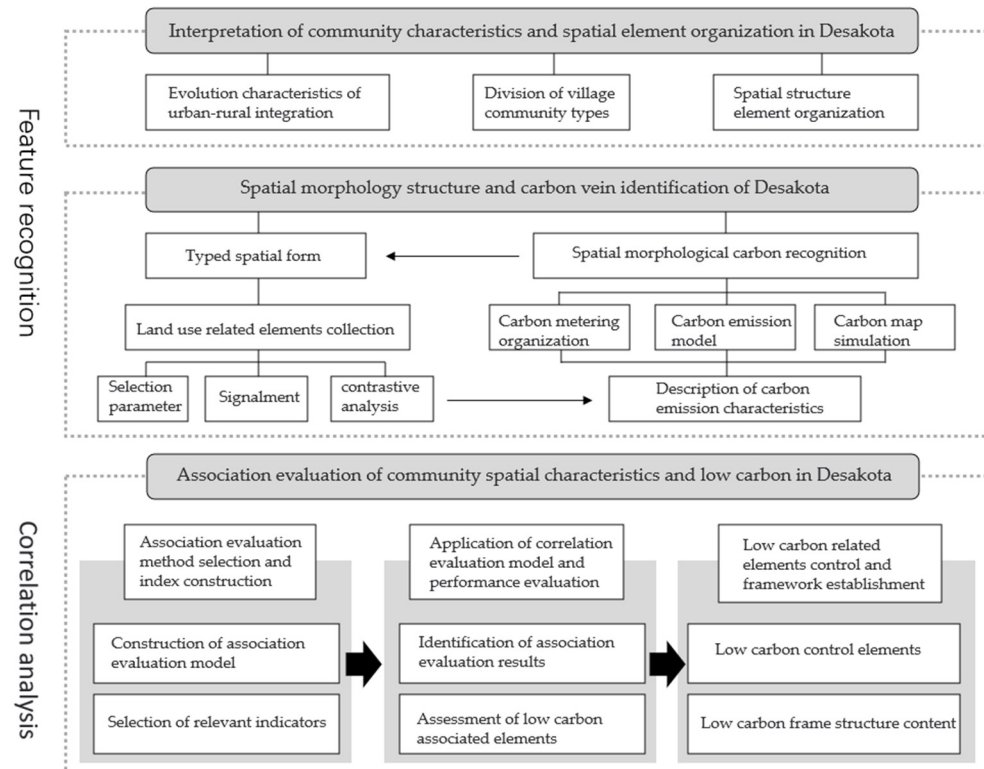 Feature recognition
Interpretation of community characteristics and spatial element organization in Desakota
Evolution characteristics of
urban-rural integration
Division of village
community types
Spatial structure
element organization
Spatial morphology structure and carbon vein identification of Desakota
Typed spatial form
Spatial morphological carbon recognition
Land use related elements collection
Carbon metering
organization
Carbon emission
model
Carbon map
simulation
Selection
parameter
Signalment
contrastive
analysis
Description of carbon
emission characteristics
Correlation analysis
Association evaluation of community spatial characteristics and low carbon in Desakota
Association evaluation
method selection and
index construction
Construction of association
evaluation model
Selection of relevant indicators
Application of correlation
evaluation model and
performance evaluation
Identification of association
evaluation results
Assessment of low carbon
associated elements
Low carbon related
elements control and
framework establishment
Low carbon control elements
Low carbon frame structure content